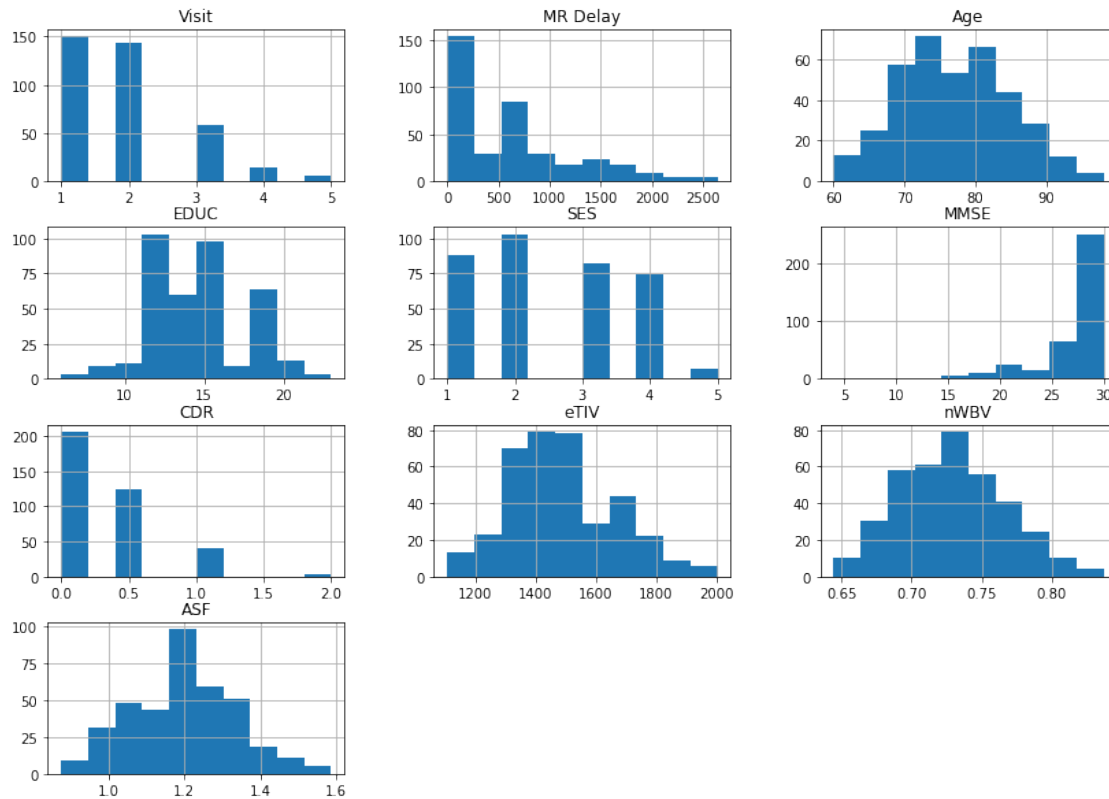 Visit
150
100
50
0
1 2 3 4 5
MR Delay
150
100
50
0
0 500 1000 1500 2000 2500
Age
60
40
20
0
60 70 80 90
EDUC
100
75
50
25
0
10 15 20
SES
100
75
50
25
0
1 2 3 4 5
MMSE
200
100
0
5 10 15 20 25 30
CDR
200
150
100
50
0
0.0 0.5 1.0 1.5 2.0
eTIV
80
60
40
20
0
1200 1400 1600 1800 2000
nWBV
80
60
40
20
0
0.65 0.70 0.75 0.80
ASF
100
75
50
25
0
1.0 1.2 1.4 1.6